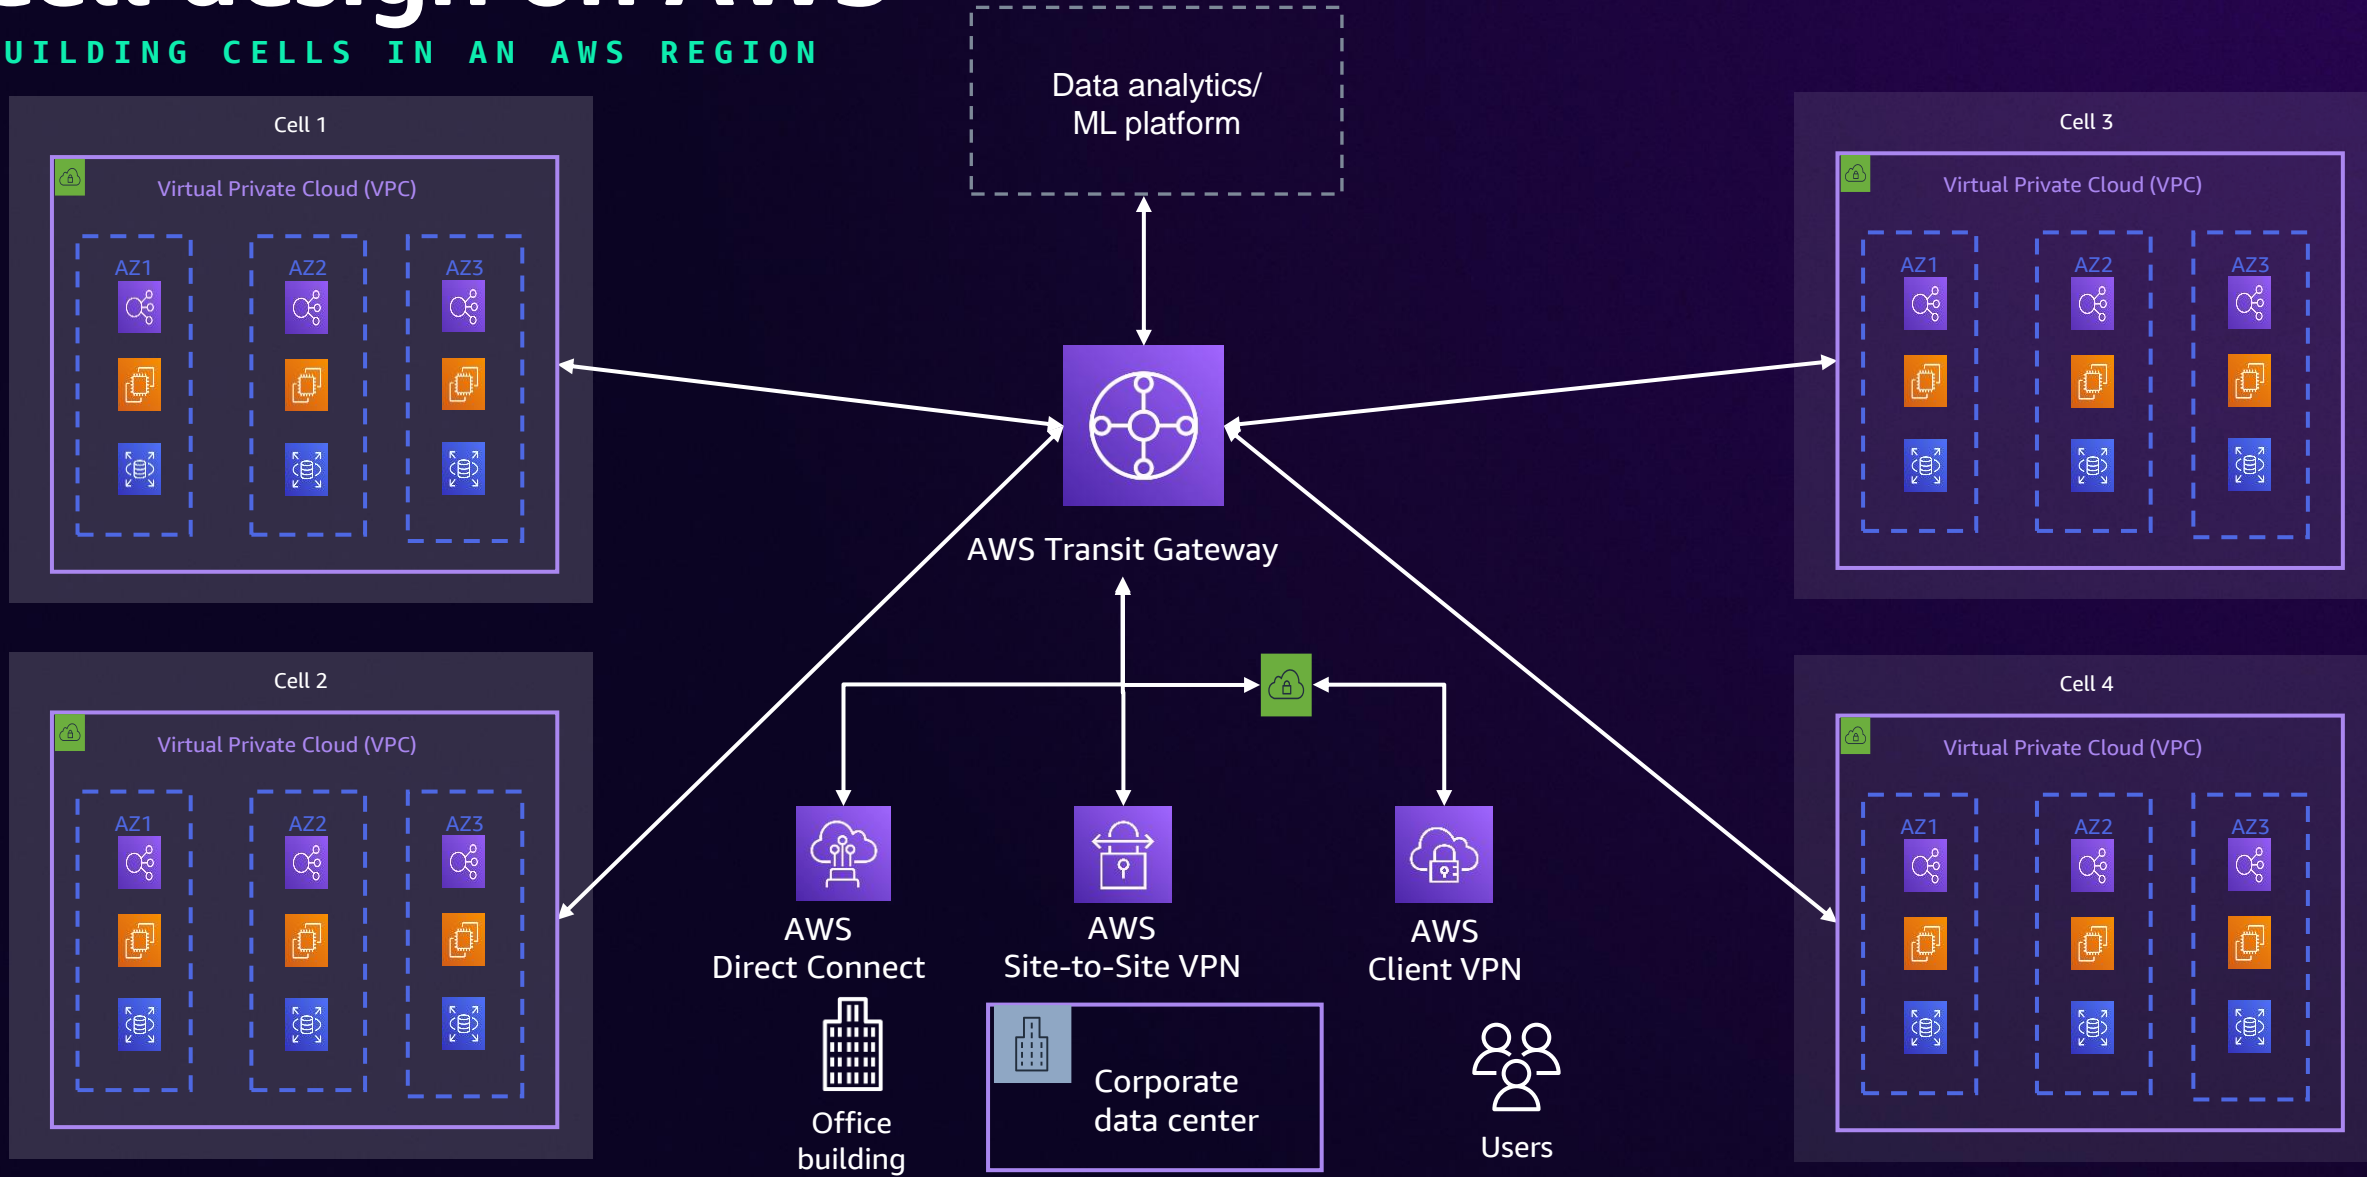 design on AWS
UILDING CELLS IN AN AWS REGION
Data analytics/
ML platform
Cell 1
Virtual Private Cloud (VPC)
AZ1
AZ2
AZ3
Cell 3
Virtual Private Cloud (VPC)
AZ1
AZ2
AZ3
AWS Transit Gateway
Cell 2
Virtual Private Cloud (VPC)
AZ1
AZ2
AZ3
Cell 4
Virtual Private Cloud (VPC)
AZ1
AZ2
AZ3
AWS
Direct Connect
AWS
Site-to-Site VPN
AWS
Client VPN
Office
building
Corporate
data center
Users